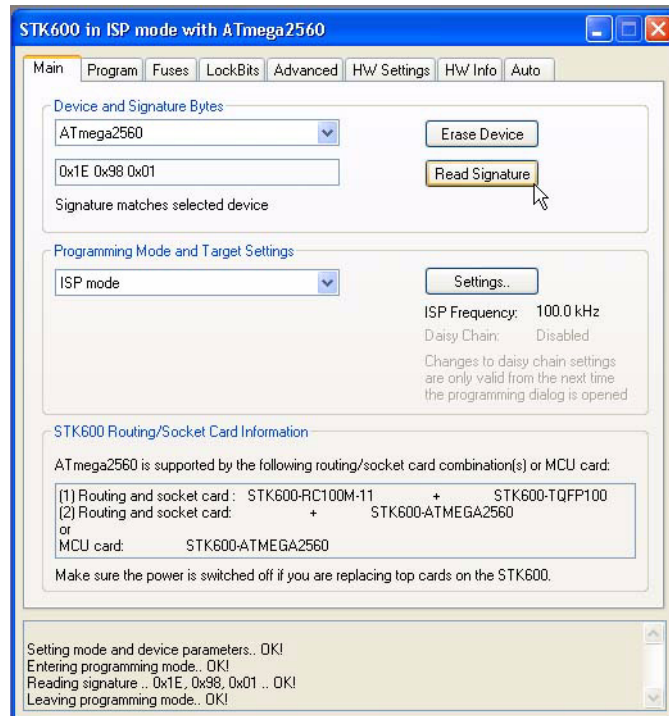 STK600 in ISP mode with ATmega2560
Main Program Fuses LockBits Advanced HW Settings HW Info Auto
Device and Signature Bytes
ATmega2560
Erase Device
0x1E 0x98 0x01
Read Signature
Signature matches selected device
Programming Mode and Target Settings
ISP mode
Settings..
ISP Frequency: 100.0 kHz
Daisy Chain: Disabled
Changes to daisy chain settings
are only valid from the next time
the programming dialog is opened
STK600 Routing/Socket Card Information
ATmega2560 is supported by the following routing/socket card combination(s) or MCU card:
(1) Routing and socket card : STK600-RC100M-11 + STK600-TQFP100
(2) Routing and socket card: + STK600-ATMEGA2560
or
MCU card: STK600-ATMEGA2560
Make sure the power is switched off if you are replacing top cards on the STK600.
Setting mode and device parameters.. OK!
Entering programming mode.. OK!
Reading signature .. 0x1E, 0x98, 0x01 .. OK!
Leaving programming mode.. OK!